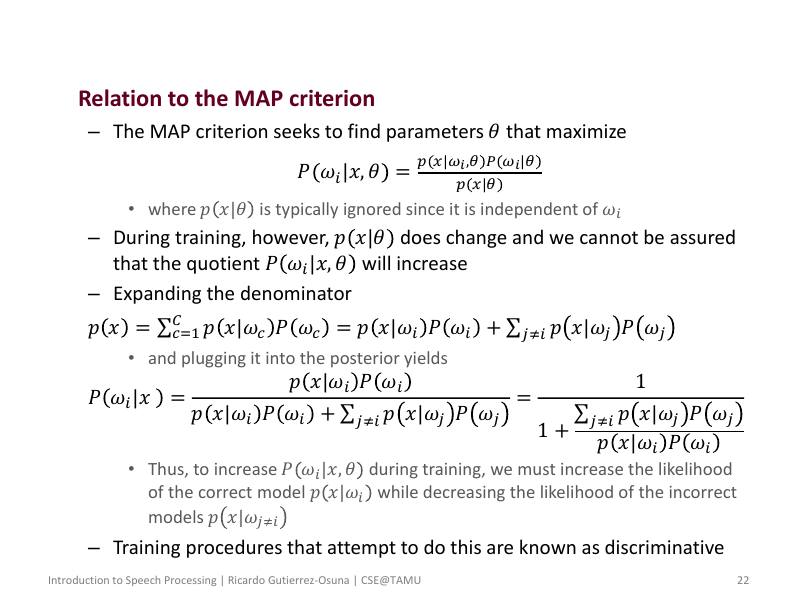 Relation to the MAP criterion
– The MAP criterion seeks to find parameters 𝜃 that maximize
𝑃(𝜔ᵢ|𝑥, 𝜃) = 𝑝(𝑥|𝜔ᵢ,𝜃)𝑃(𝜔ᵢ|𝜃) / 𝑝(𝑥|𝜃)
• where 𝑝(𝑥|𝜃) is typically ignored since it is independent of 𝜔ᵢ
– During training, however, 𝑝(𝑥|𝜃) does change and we cannot be assured
that the quotient 𝑃(𝜔ᵢ|𝑥, 𝜃) will increase
– Expanding the denominator
𝑝(𝑥) = ∑_{c=1}^{C} 𝑝(𝑥|𝜔_c)𝑃(𝜔_c) = 𝑝(𝑥|𝜔ᵢ)𝑃(𝜔ᵢ) + ∑_{j≠i} 𝑝(𝑥|𝜔ⱼ)𝑃(𝜔ⱼ)
• and plugging it into the posterior yields
𝑃(𝜔ᵢ|𝑥) = 𝑝(𝑥|𝜔ᵢ)𝑃(𝜔ᵢ) / (𝑝(𝑥|𝜔ᵢ)𝑃(𝜔ᵢ) + ∑_{j≠i} 𝑝(𝑥|𝜔ⱼ)𝑃(𝜔ⱼ)) = 1 / (1 + ∑_{j≠i} 𝑝(𝑥|𝜔ⱼ)𝑃(𝜔ⱼ) / 𝑝(𝑥|𝜔ᵢ)𝑃(𝜔ᵢ))
• Thus, to increase 𝑃(𝜔ᵢ|𝑥, 𝜃) during training, we must increase the likelihood
of the correct model 𝑝(𝑥|𝜔ᵢ) while decreasing the likelihood of the incorrect
models 𝑝(𝑥|𝜔_{j≠i})
– Training procedures that attempt to do this are known as discriminative
Introduction to Speech Processing | Ricardo Gutierrez-Osuna | CSE@TAMU 22